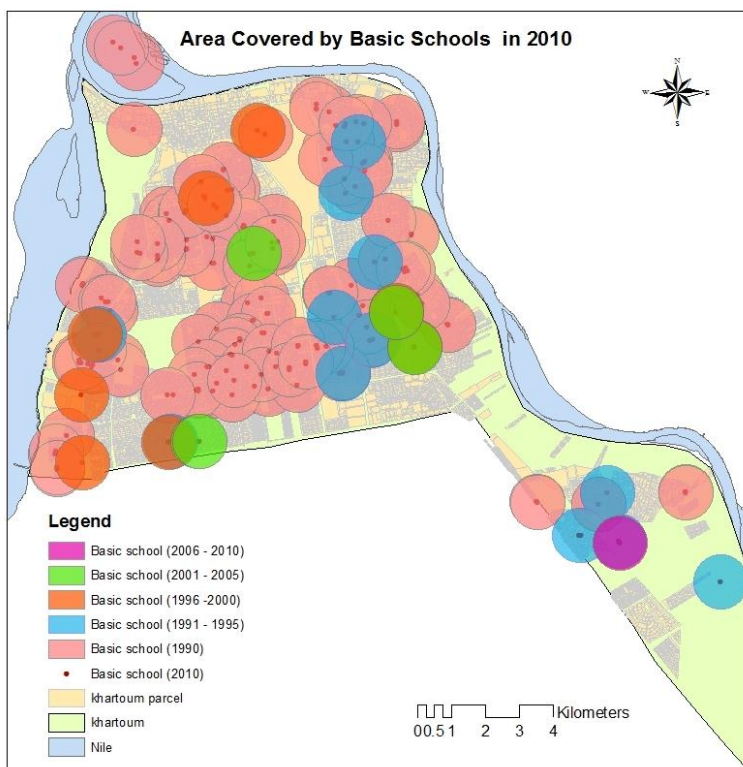 Area Covered by Basic Schools in 2010
N
W E
S
Legend
Basic school (2006 - 2010)
Basic school (2001 - 2005)
Basic school (1996 -2000)
Basic school (1991 - 1995)
Basic school (1990)
Basic school (2010)
khartoum parcel
khartoum
Nile
Kilometers
0 0.5 1 2 3 4